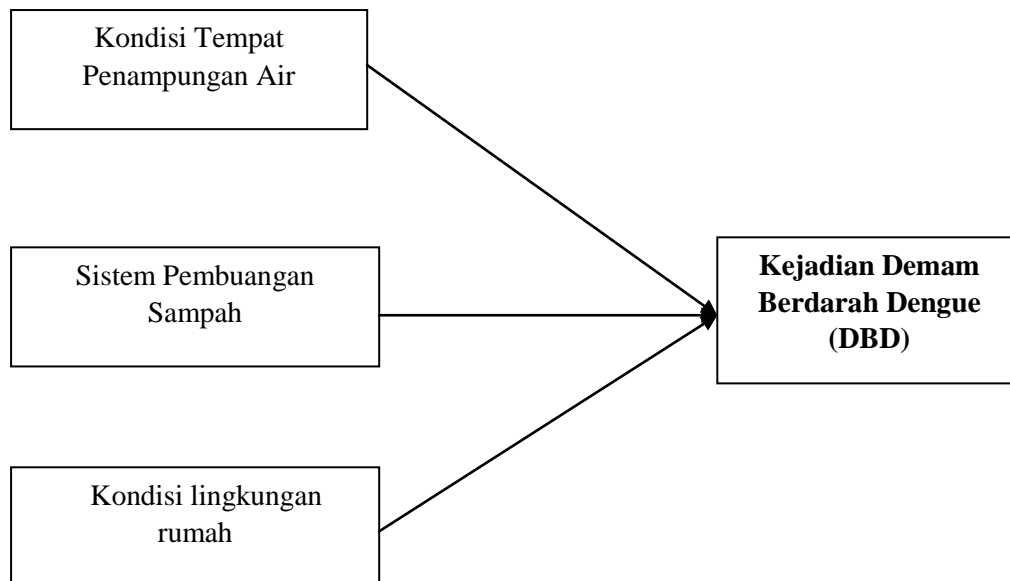 Kondisi Tempat
Penampungan Air
Sistem Pembuangan
Sampah
Kejadian Demam
Berdarah Dengue
(DBD)
Kondisi lingkungan
rumah